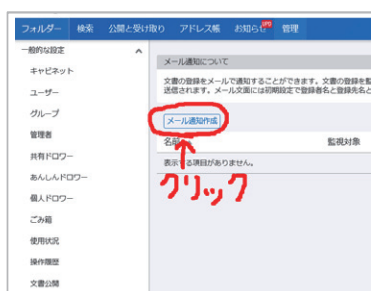 フォルダー 検索 公開と受け取り アドレス帳 お知らせ UP0 管理
一般的な設定
キャビネット
ユーザー
グループ
管理者
共有ドロワー
あんしんドロワー
個人ドロワー
ごみ箱
使用状況
操作履歴
文書公開
メール通知について
文書の登録をメールで通知することができます。文書の登録を監
送信されます。メール文面には初期設定で登録者名と登録先名と
メール通知作成
名前 監視対象
表示する項目がありません。
クリック